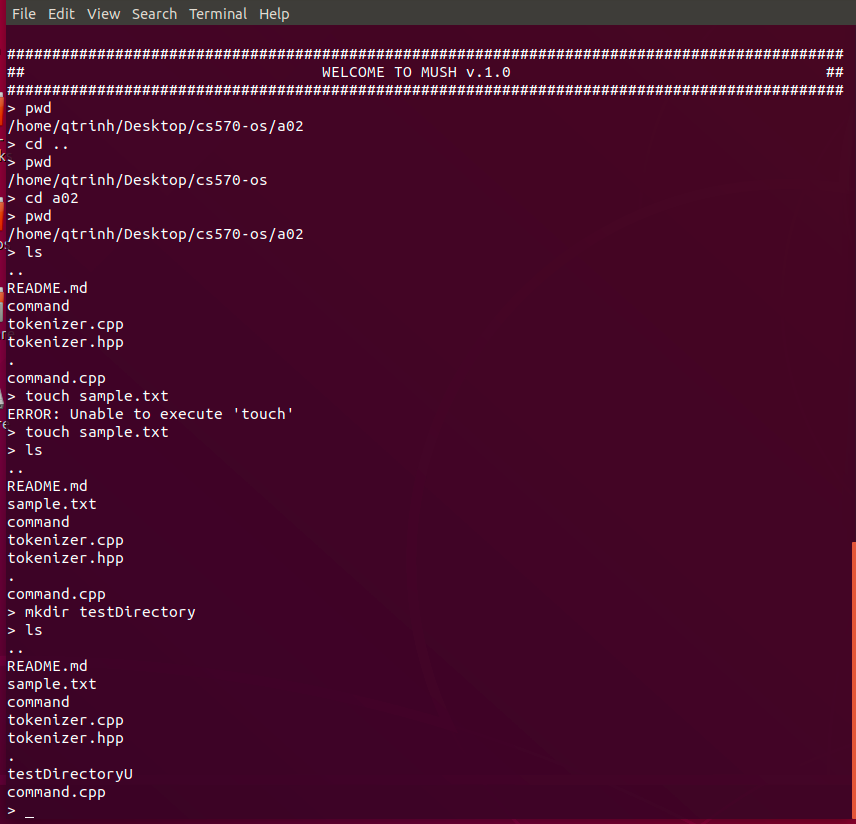 File Edit View Search Terminal Help
#############################################################################################
## WELCOME TO MUSH v.1.0 ##
#############################################################################################
> pwd
/home/qtrinh/Desktop/cs570-os/a02
> cd ..
> pwd
/home/qtrinh/Desktop/cs570-os
> cd a02
> pwd
/home/qtrinh/Desktop/cs570-os/a02
> ls
..
README.md
command
tokenizer.cpp
tokenizer.hpp
.
command.cpp
> touch sample.txt
ERROR: Unable to execute 'touch'
> touch sample.txt
> ls
..
README.md
sample.txt
command
tokenizer.cpp
tokenizer.hpp
.
command.cpp
> mkdir testDirectory
> ls
..
README.md
sample.txt
command
tokenizer.cpp
tokenizer.hpp
.
testDirectoryU
command.cpp
> _